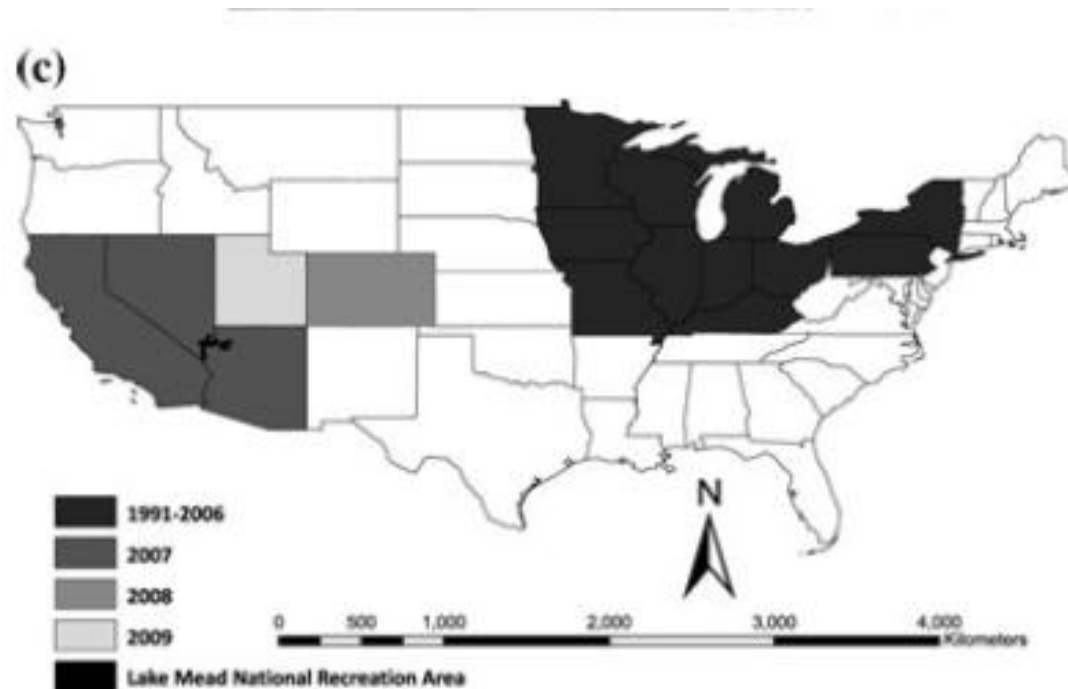 (c)
N
1991-2006
2007
2008
2009
Lake Mead National Recreation Area
0 500 1,000 2,000 3,000 4,000
Kilometers